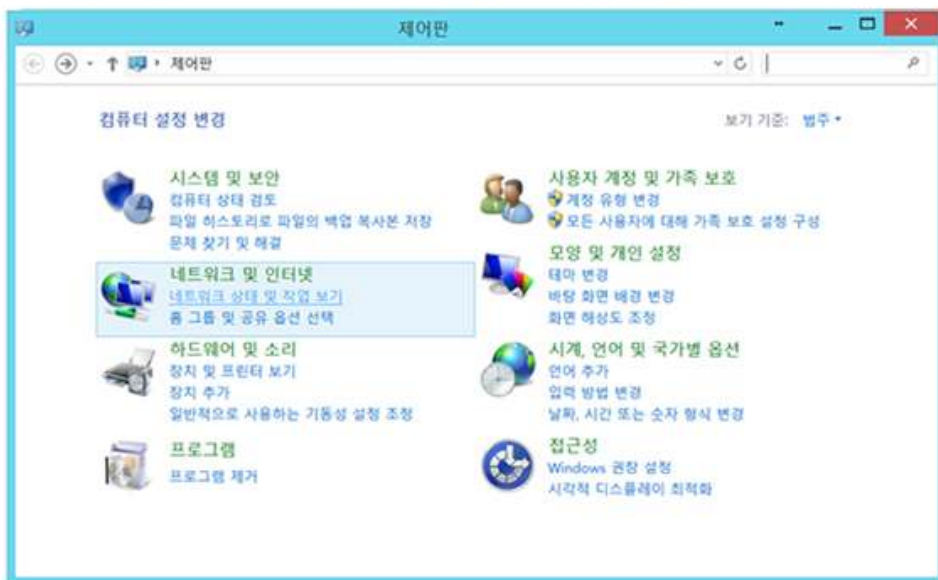 제어판
제어판
컴퓨터 설정 변경
보기 기준: 범주
시스템 및 보안
컴퓨터 상태 검토
파일 히스토리로 파일의 백업 복사본 저장
문제 찾기 및 해결
네트워크 및 인터넷
네트워크 상태 및 작업 보기
홈 그룹 및 공유 옵션 선택
하드웨어 및 소리
장치 및 프린터 보기
장치 추가
일반적으로 사용하는 기동성 설정 조정
프로그램
프로그램 제거
사용자 계정 및 가족 보호
계정 유형 변경
모든 사용자에 대해 가족 보호 설정 구성
모양 및 개인 설정
테마 변경
바탕 화면 배경 변경
화면 해상도 조정
시계, 언어 및 국가별 옵션
언어 추가
입력 방법 변경
날짜, 시간 또는 숫자 형식 변경
접근성
Windows 권장 설정
시각적 디스플레이 최적화